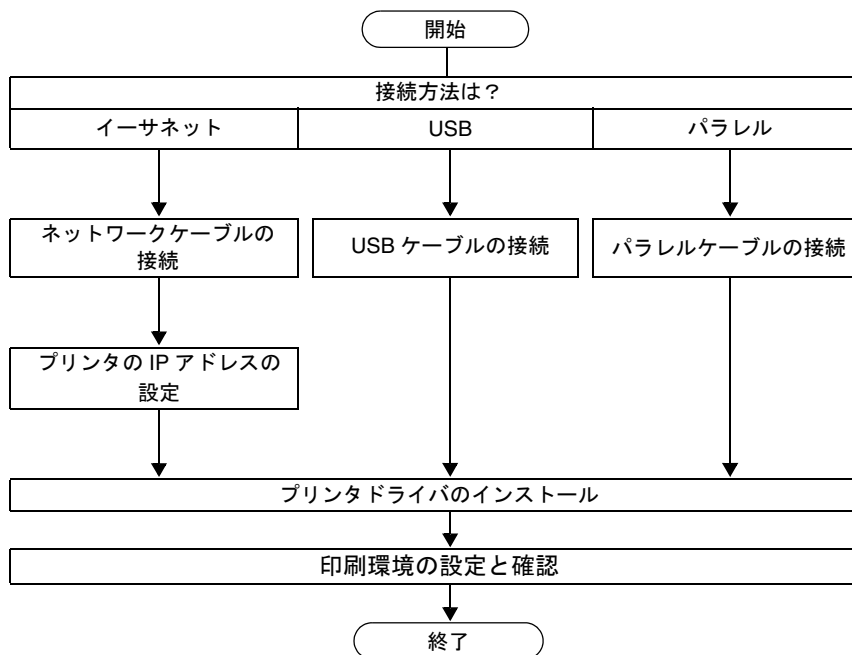 開始
接続方法は？
イーサネット
USB
パラレル
ネットワークケーブルの
接続
USB ケーブルの接続
パラレルケーブルの接続
プリンタの IP アドレスの
設定
プリンタドライバのインストール
印刷環境の設定と確認
終了